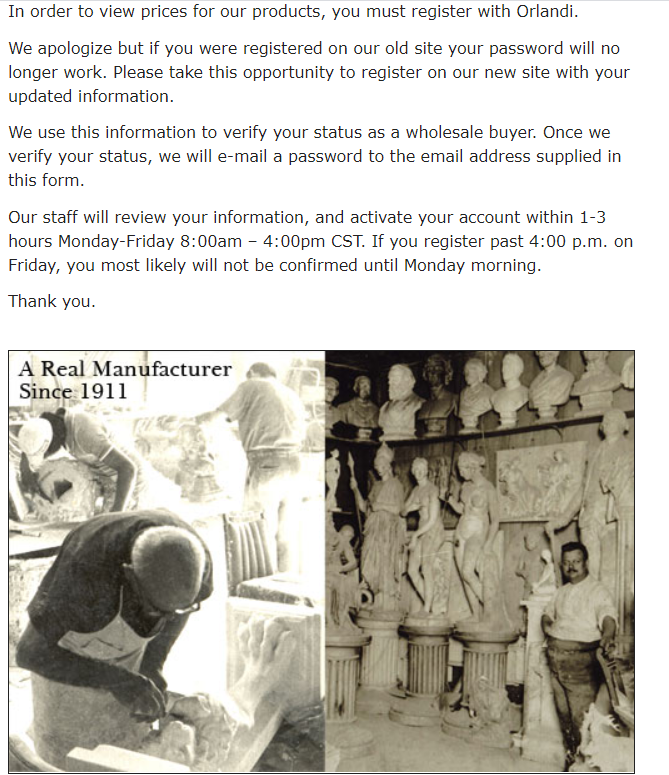 In order to view prices for our products, you must register with Orlandi.
We apologize but if you were registered on our old site your password will no
longer work. Please take this opportunity to register on our new site with your
updated information.
We use this information to verify your status as a wholesale buyer. Once we
verify your status, we will e-mail a password to the email address supplied in
this form.
Our staff will review your information, and activate your account within 1-3
hours Monday-Friday 8:00am – 4:00pm CST. If you register past 4:00 p.m. on
Friday, you most likely will not be confirmed until Monday morning.
Thank you.
A Real Manufacturer
Since 1911